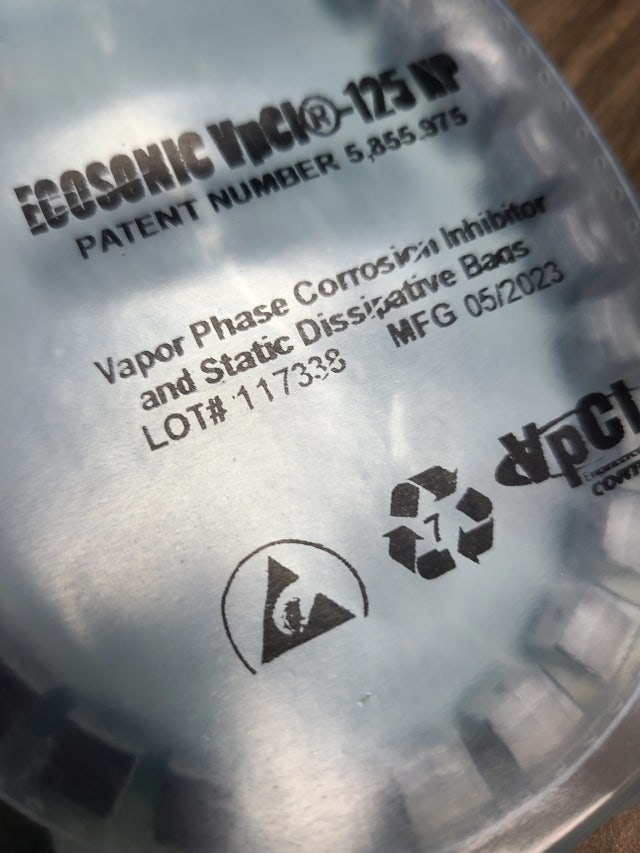 ECOSONIC VpCI®-125 HP
PATENT NUMBER 5,855,975
Vapor Phase Corrosion Inhibitor
and Static Dissipative Bags
LOT# 117338 MFG 05/2023
VpCI
7